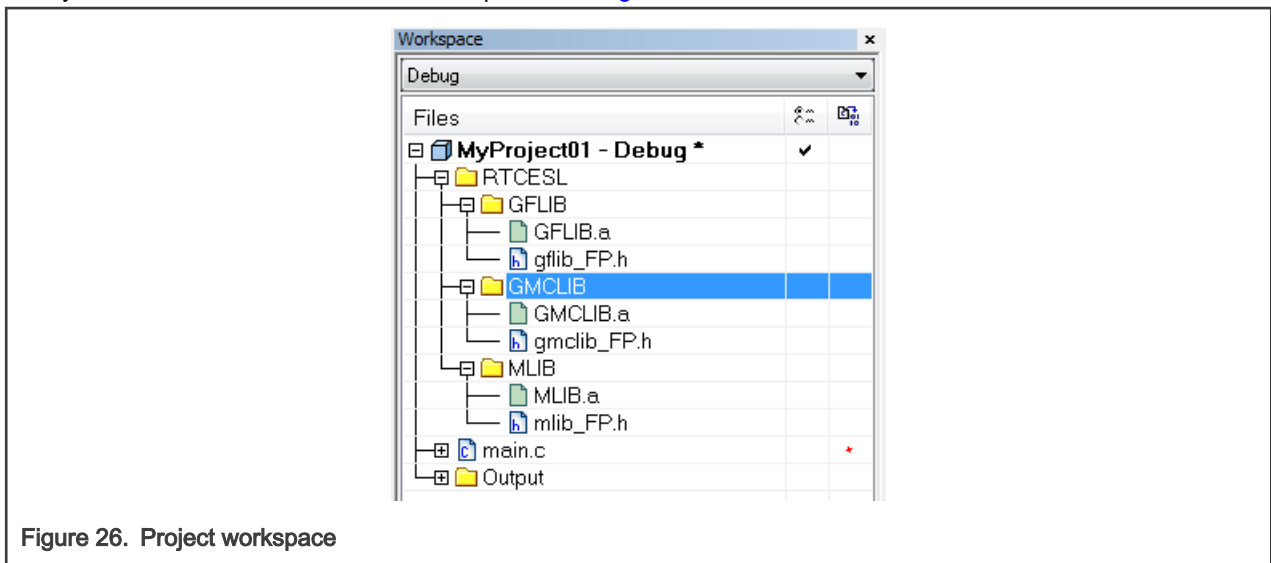 Workspace
Debug
Files
MyProject01 - Debug *
RTCESL
GFLIB
GFLIB.a
gflib_FP.h
GMCLIB
GMCLIB.a
gmclib_FP.h
MLIB
MLIB.a
mlib_FP.h
main.c
Output
Figure 26. Project workspace